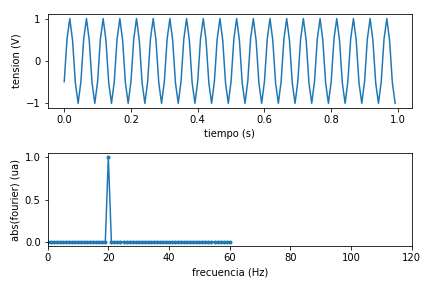 1
0
−1
tension (V)
0.0 0.2 0.4 0.6 0.8 1.0
tiempo (s)
1.0
0.5
0.0
abs(fourier) (ua)
0 20 40 60 80 100 120
frecuencia (Hz)